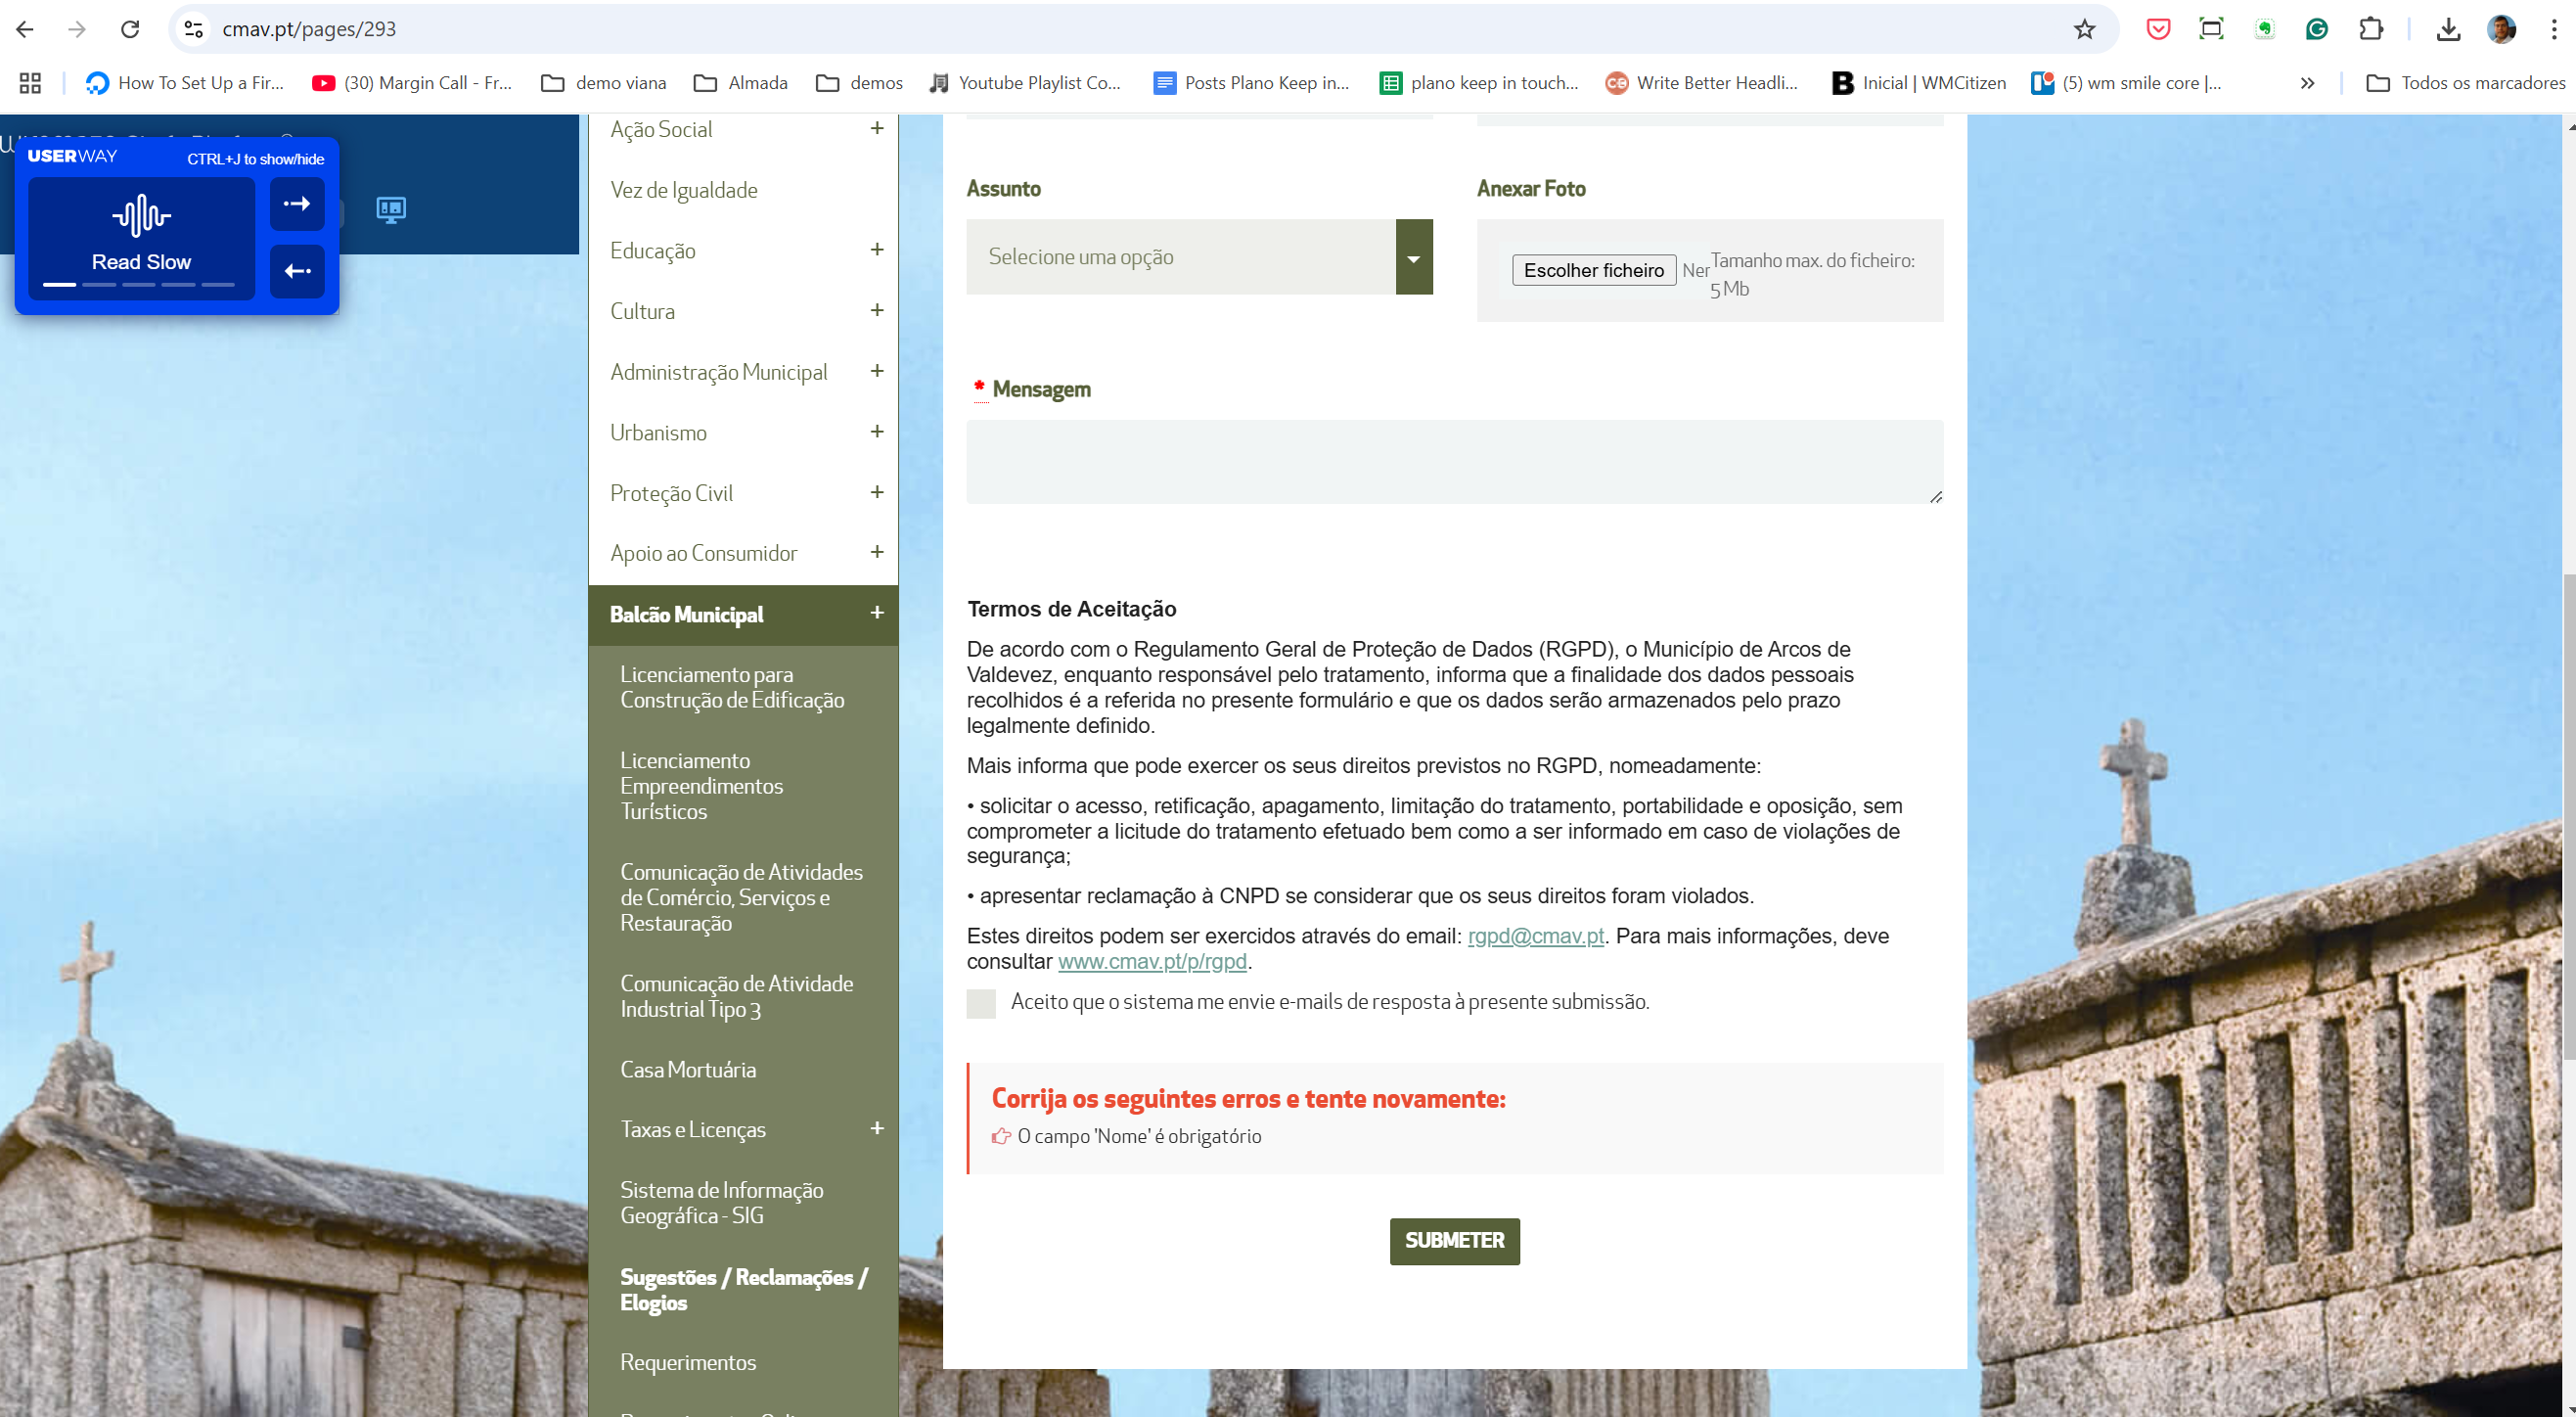 cmav.pt/pages/293
How To Set Up a Fir...
(30) Margin Call - Fr...
demo viana
Almada
demos
Youtube Playlist Co...
Posts Plano Keep in...
plano keep in touch...
Write Better Headli...
Inicial | WMCitizen
(5) wm smile core |...
»
Todos os marcadores
USERWAY
CTRL+J to show/hide
Read Slow
Ação Social +
Vez de Igualdade
Educação +
Cultura +
Administração Municipal +
Urbanismo +
Proteção Civil +
Apoio ao Consumidor +
Balcão Municipal +
Licenciamento para
Construção de Edificação
Licenciamento
Empreendimentos
Turísticos
Comunicação de Atividades
de Comércio, Serviços e
Restauração
Comunicação de Atividade
Industrial Tipo 3
Casa Mortuária
Taxas e Licenças +
Sistema de Informação
Geográfica - SIG
Sugestões / Reclamações /
Elogios
Requerimentos
Assunto
Selecione uma opção
Anexar Foto
Escolher ficheiro Ner
Tamanho max. do ficheiro:
5 Mb
* Mensagem
Termos de Aceitação
De acordo com o Regulamento Geral de Proteção de Dados (RGPD), o Município de Arcos de
Valdevez, enquanto responsável pelo tratamento, informa que a finalidade dos dados pessoais
recolhidos é a referida no presente formulário e que os dados serão armazenados pelo prazo
legalmente definido.
Mais informa que pode exercer os seus direitos previstos no RGPD, nomeadamente:
• solicitar o acesso, retificação, apagamento, limitação do tratamento, portabilidade e oposição, sem
comprometer a licitude do tratamento efetuado bem como a ser informado em caso de violações de
segurança;
• apresentar reclamação à CNPD se considerar que os seus direitos foram violados.
Estes direitos podem ser exercidos através do email: rgpd@cmav.pt. Para mais informações, deve
consultar www.cmav.pt/p/rgpd.
Aceito que o sistema me envie e-mails de resposta à presente submissão.
Corrija os seguintes erros e tente novamente:
O campo 'Nome' é obrigatório
SUBMETER